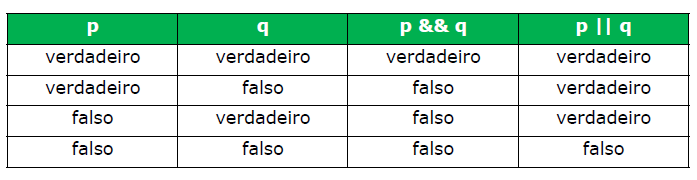 p q p && q p || q
verdadeiro verdadeiro verdadeiro verdadeiro
verdadeiro falso falso verdadeiro
falso verdadeiro falso verdadeiro
falso falso falso falso